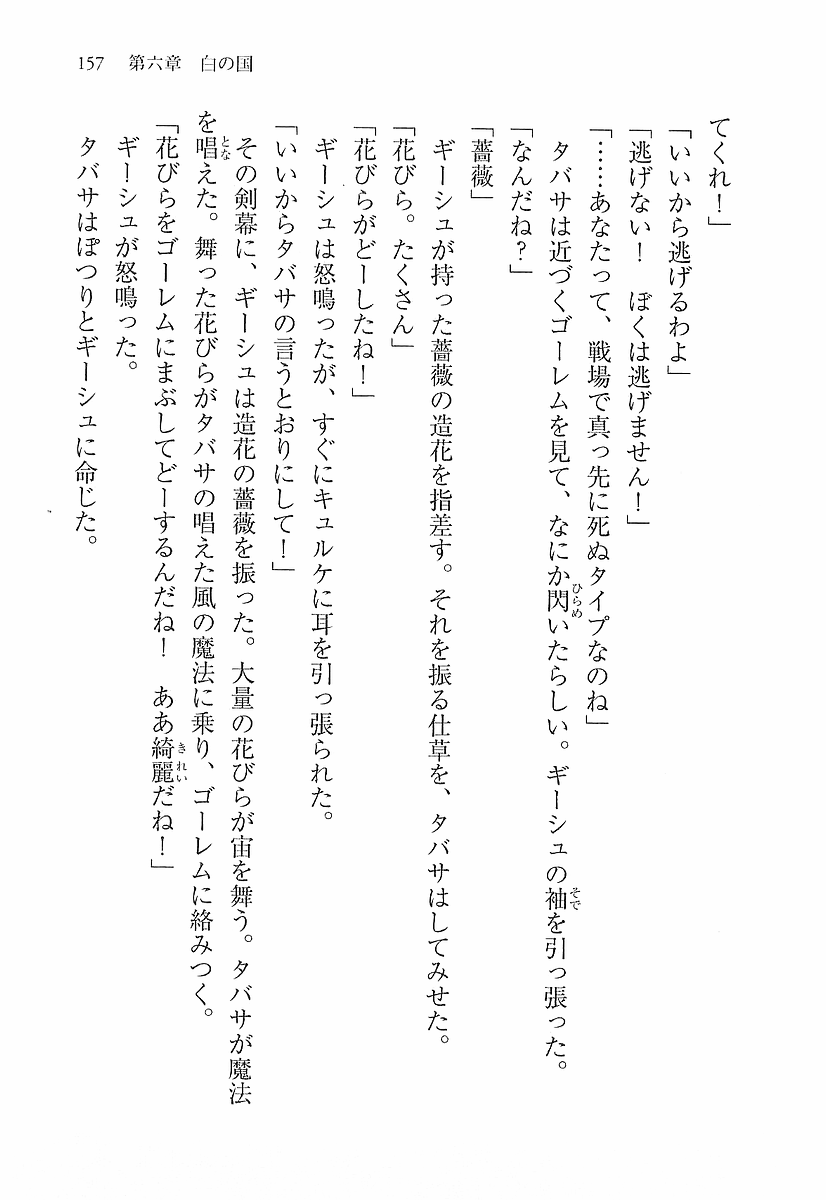 157 第六章 白の国
てくれ！」
「いいから逃げるわよ」
「逃げない！　ぼくは逃げません！」
「……あなたって、戦場で真っ先に死ぬタイプなのね」
タバサは近づくゴーレムを見て、なにか閃いたらしい。ギーシュの袖を引っ張った。
「なんだね？」
「薔薇」
ギーシュが持った薔薇の造花を指差す。それを振る仕草を、タバサはしてみせた。
「花びら。たくさん」
「花びらがどーしたね！」
ギーシュは怒鳴ったが、すぐにキュルケに耳を引っ張られた。
「いいからタバサの言うとおりにして！」
その剣幕に、ギーシュは造花の薔薇を振った。大量の花びらが宙を舞う。タバサが魔法
を唱えた。舞った花びらがタバサの唱えた風の魔法に乗り、ゴーレムに絡みつく。
「花びらをゴーレムにまぶしてどーするんだね！　ああ綺麗だね！」
ギーシュが怒鳴った。
タバサはぽつりとギーシュに命じた。